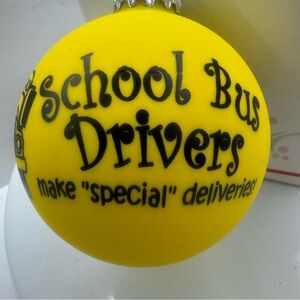 School Bus
Drivers
make "special" deliveries!